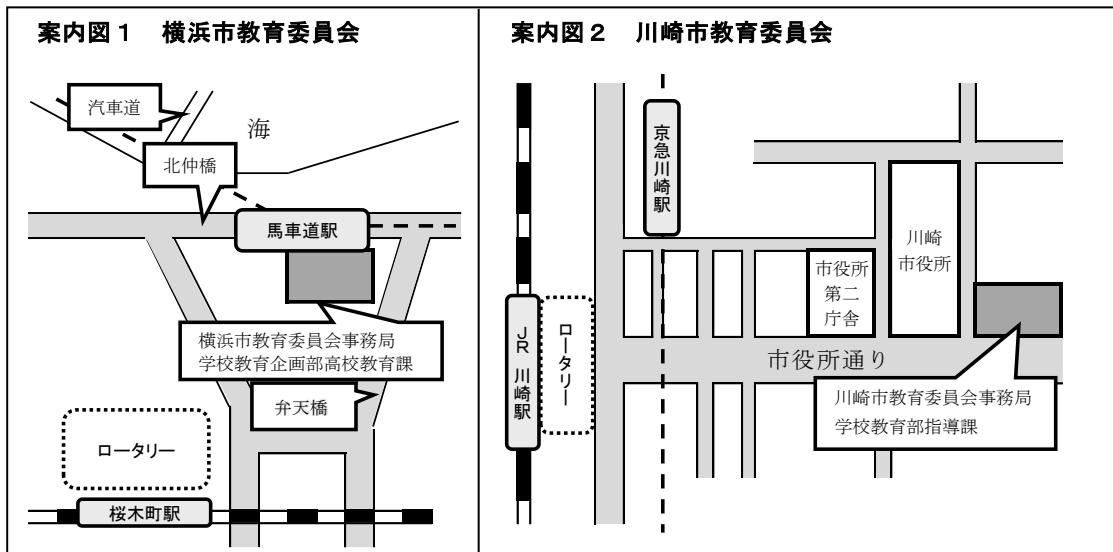 案内図1　横浜市教育委員会
汽車道
海
北仲橋
馬車道駅
横浜市教育委員会事務局
学校教育企画部高校教育課
弁天橋
ロータリー
桜木町駅
案内図2　川崎市教育委員会
京急川崎駅
川崎
市役所
市役所
第二
庁舎
JR 川崎駅
ロータリー
市役所通り
川崎市教育委員会事務局
学校教育部指導課